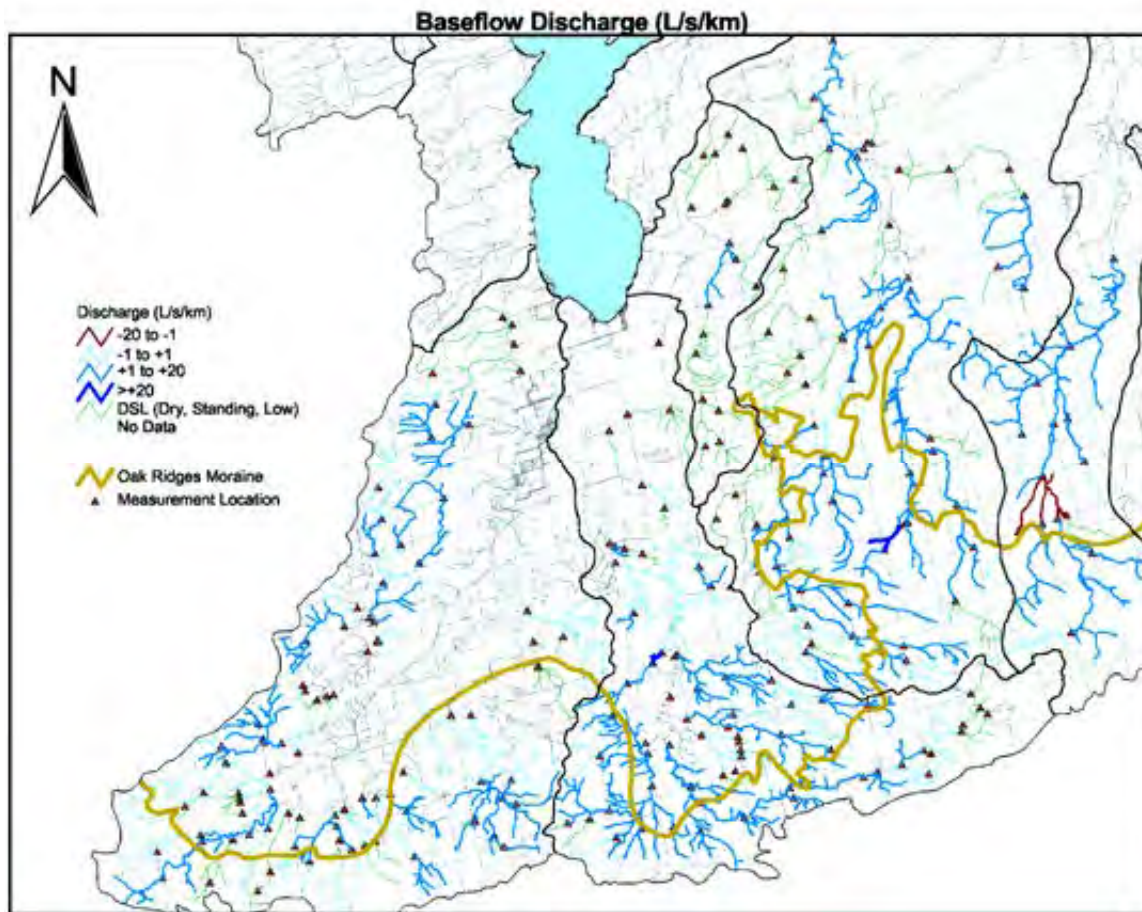 Baseflow Discharge (L/s/km)
N
Discharge (L/s/km)
-20 to -1
-1 to +1
+1 to +20
>+20
DSL (Dry, Standing, Low)
No Data
Oak Ridges Moraine
Measurement Location